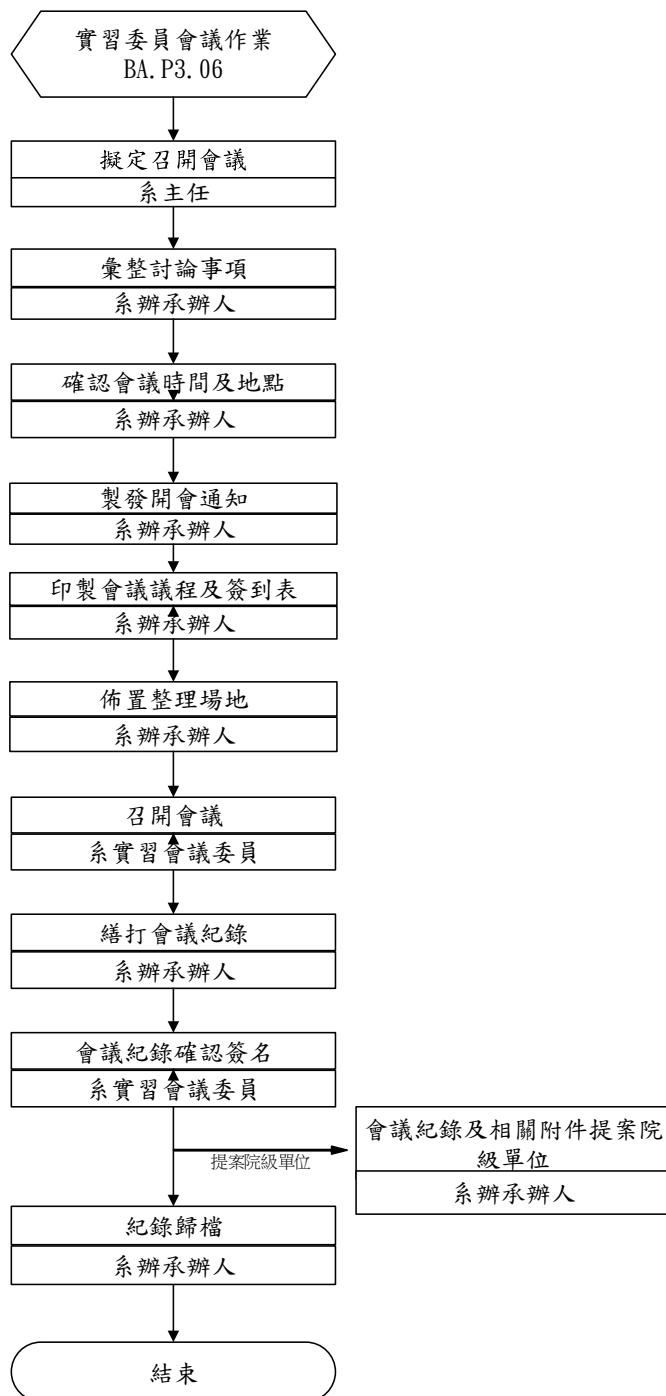 實習委員會議作業
BA.P3.06
擬定召開會議
系主任
彙整討論事項
系辦承辦人
確認會議時間及地點
系辦承辦人
製發開會通知
系辦承辦人
印製會議議程及簽到表
系辦承辦人
佈置整理場地
系辦承辦人
召開會議
系實習會議委員
繕打會議紀錄
系辦承辦人
會議紀錄確認簽名
系實習會議委員
提案院級單位
會議紀錄及相關附件提案院
級單位
系辦承辦人
紀錄歸檔
系辦承辦人
結束